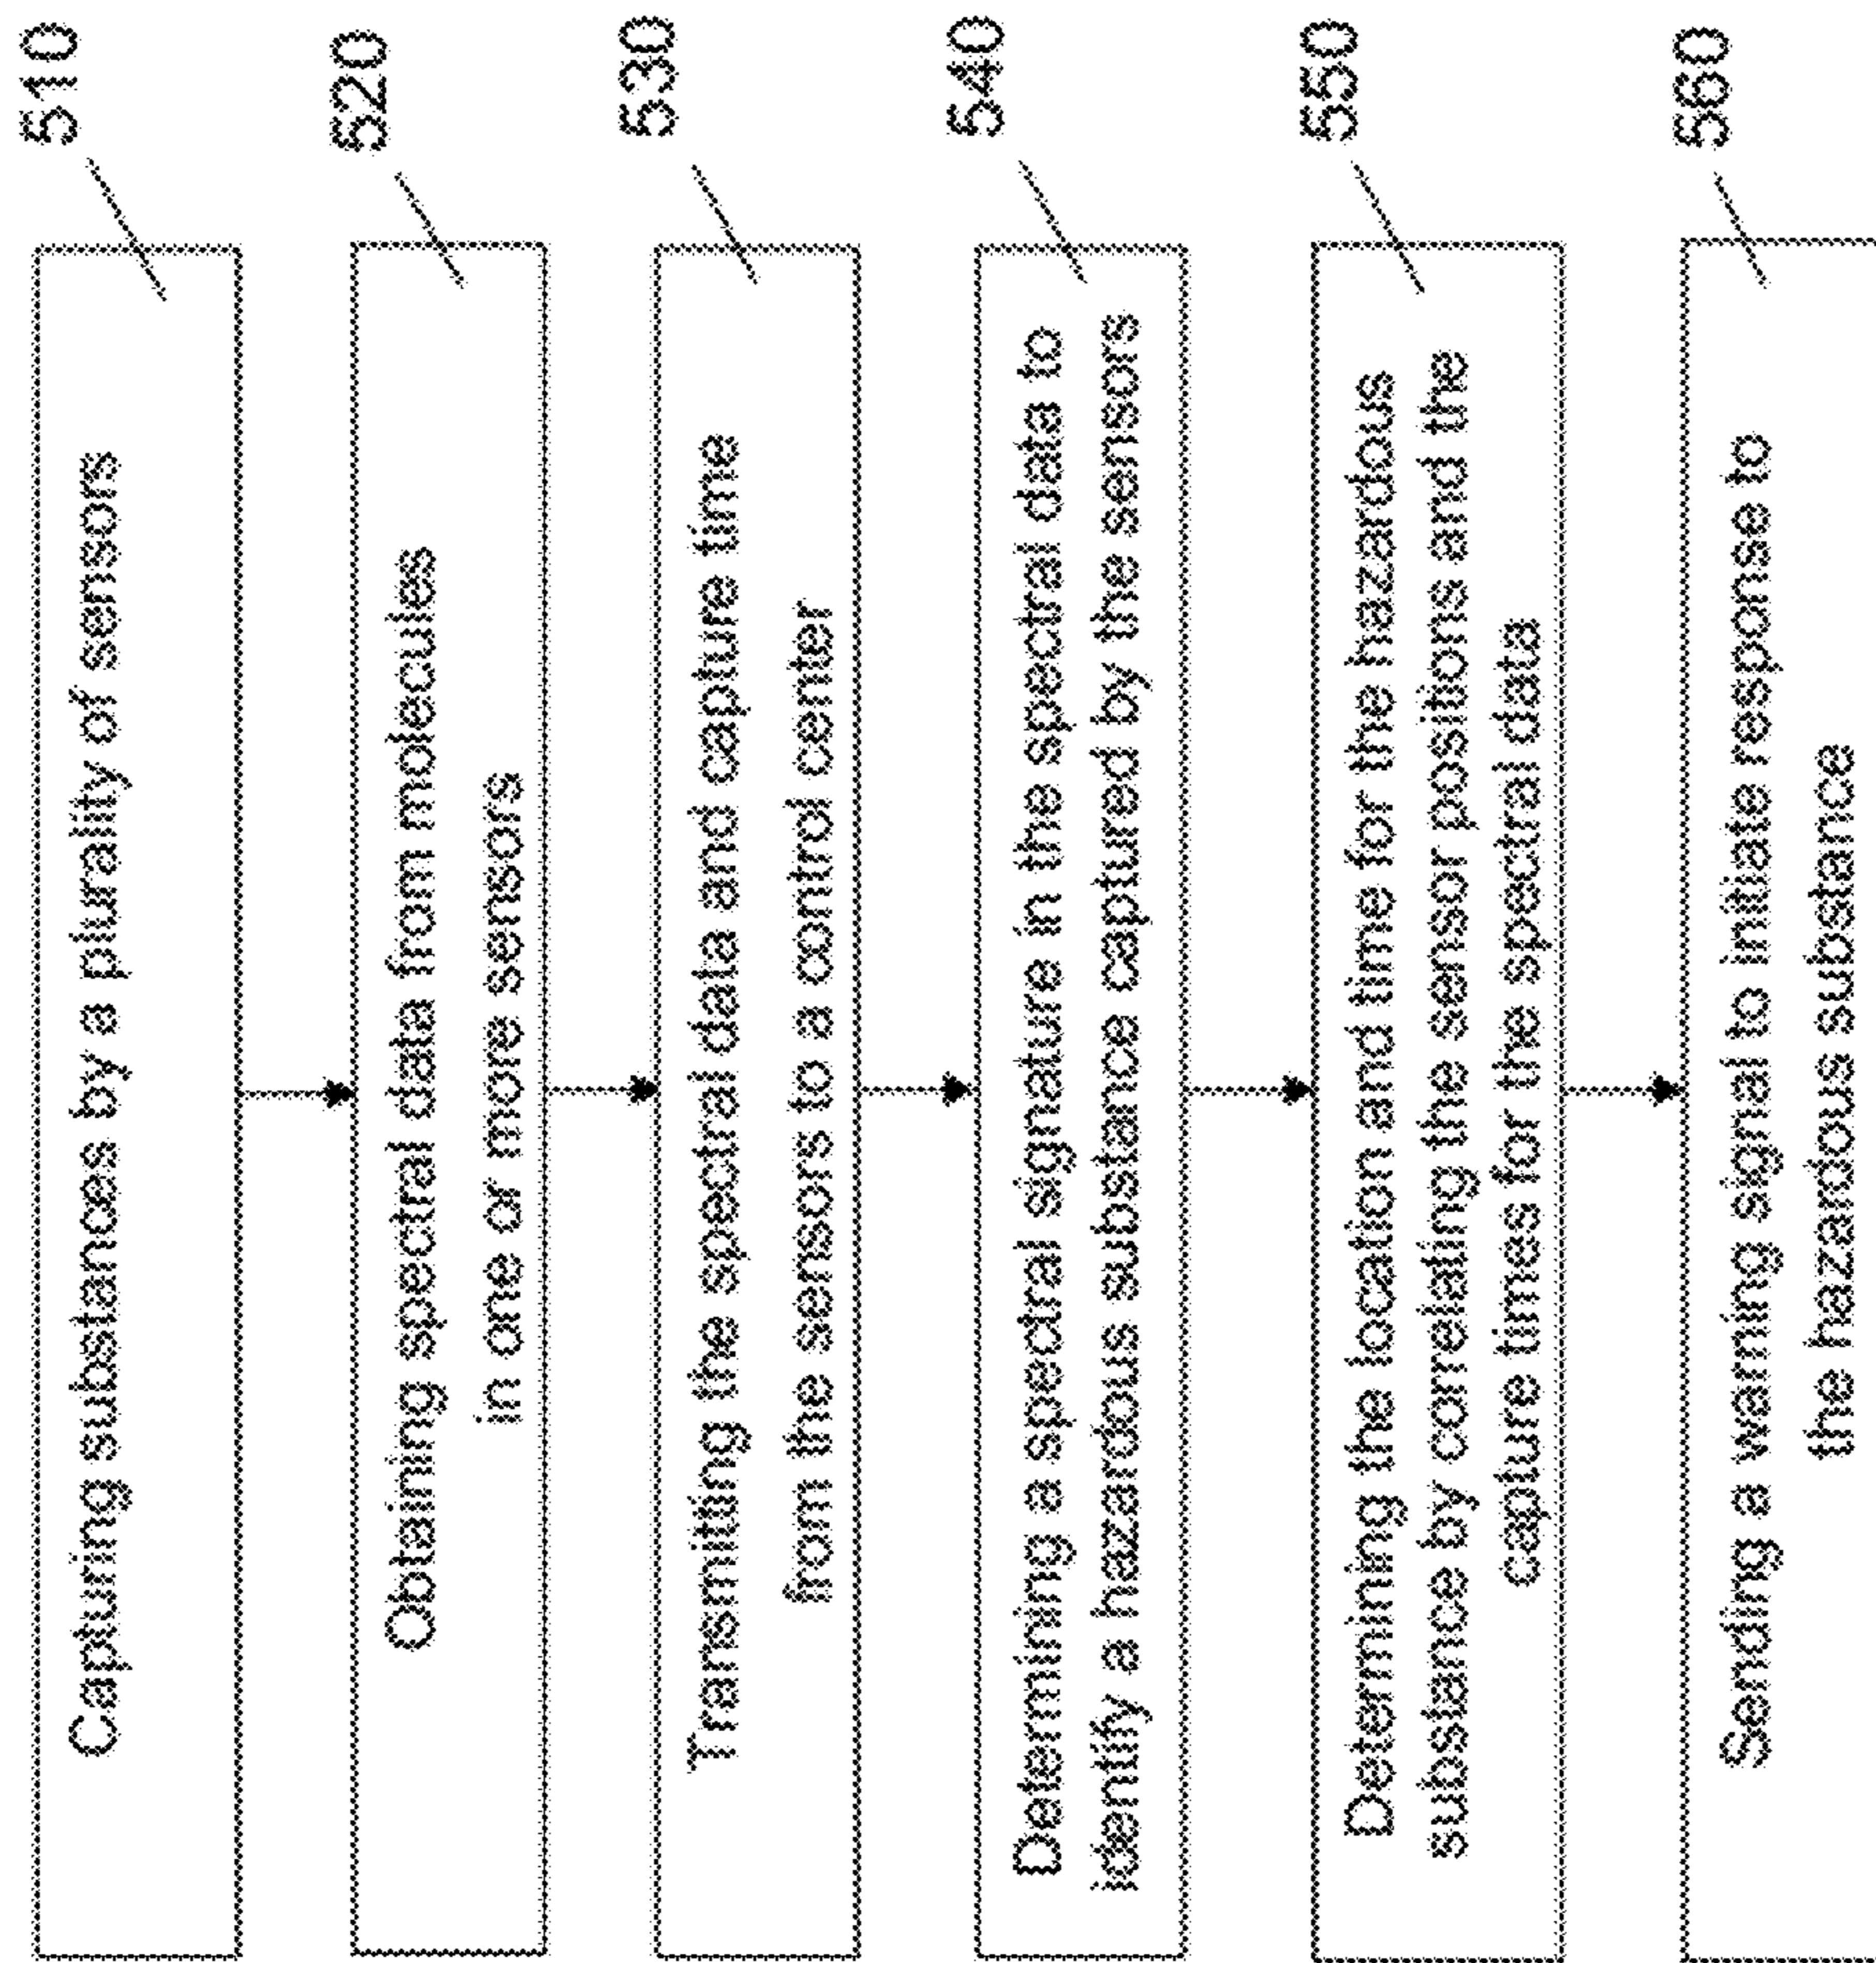 510
Capturing substances by a plurality of sensors
520
Obtaining spectral data from molecules
in one or more sensors
530
Transmitting the spectral data and capture time
from the sensors to a control center
540
Determining a spectral signature in the spectral data to
identify a hazardous substance captured by the sensors
550
Determining the location and time for the hazardous
substance by correlating the sensor positions and the
capture times for the spectral data
560
Sending a warning signal to initiate response to
the hazardous substance